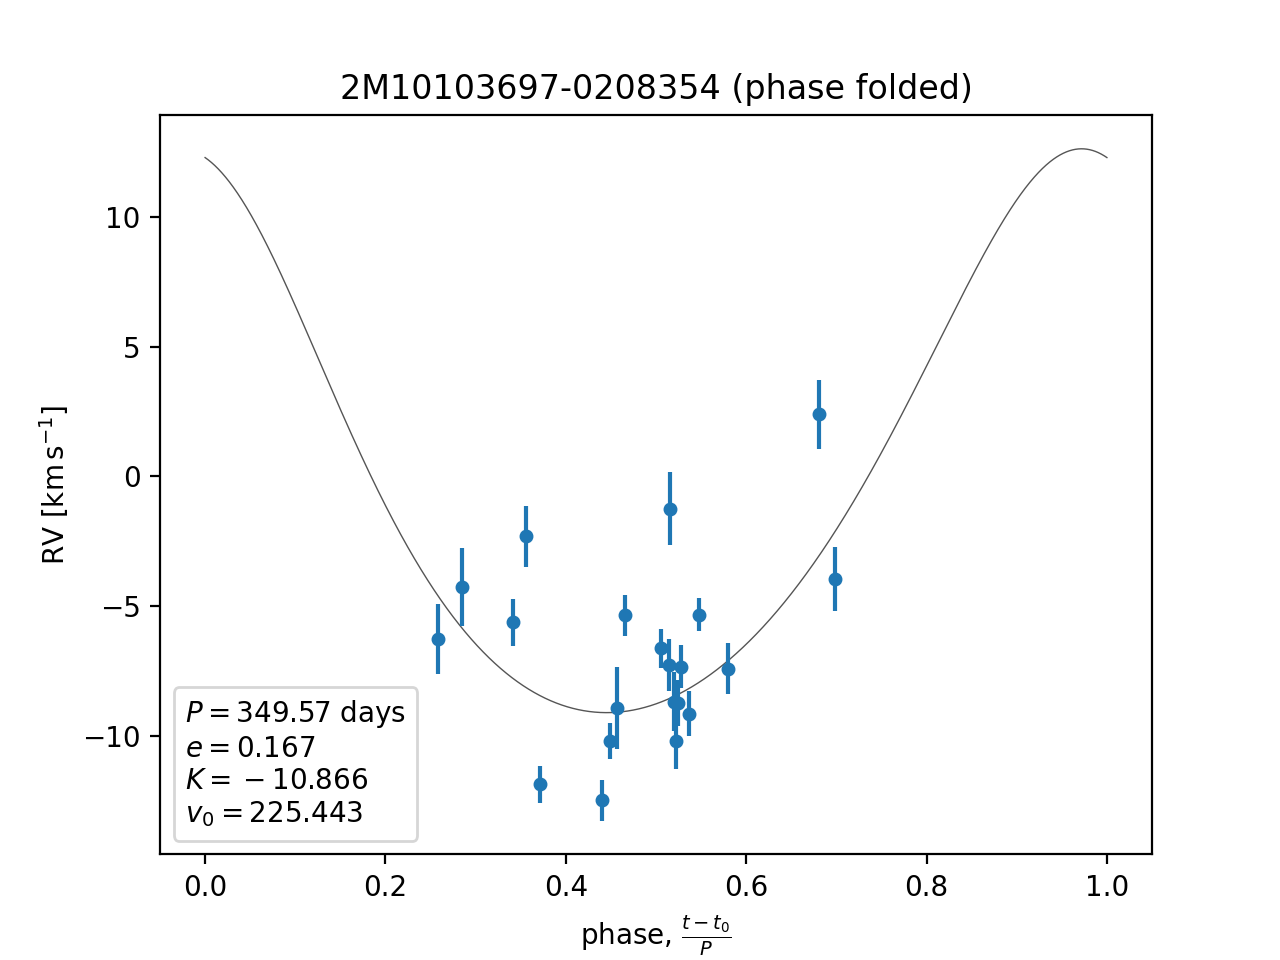 2M10103697-0208354 (phase folded)
RV [km s⁻¹]
10
5
0
−5
−10
P = 349.57 days
e = 0.167
K = − 10.866
v₀ = 225.443
0.0 0.2 0.4 0.6 0.8 1.0
phase, (t − t₀)/P